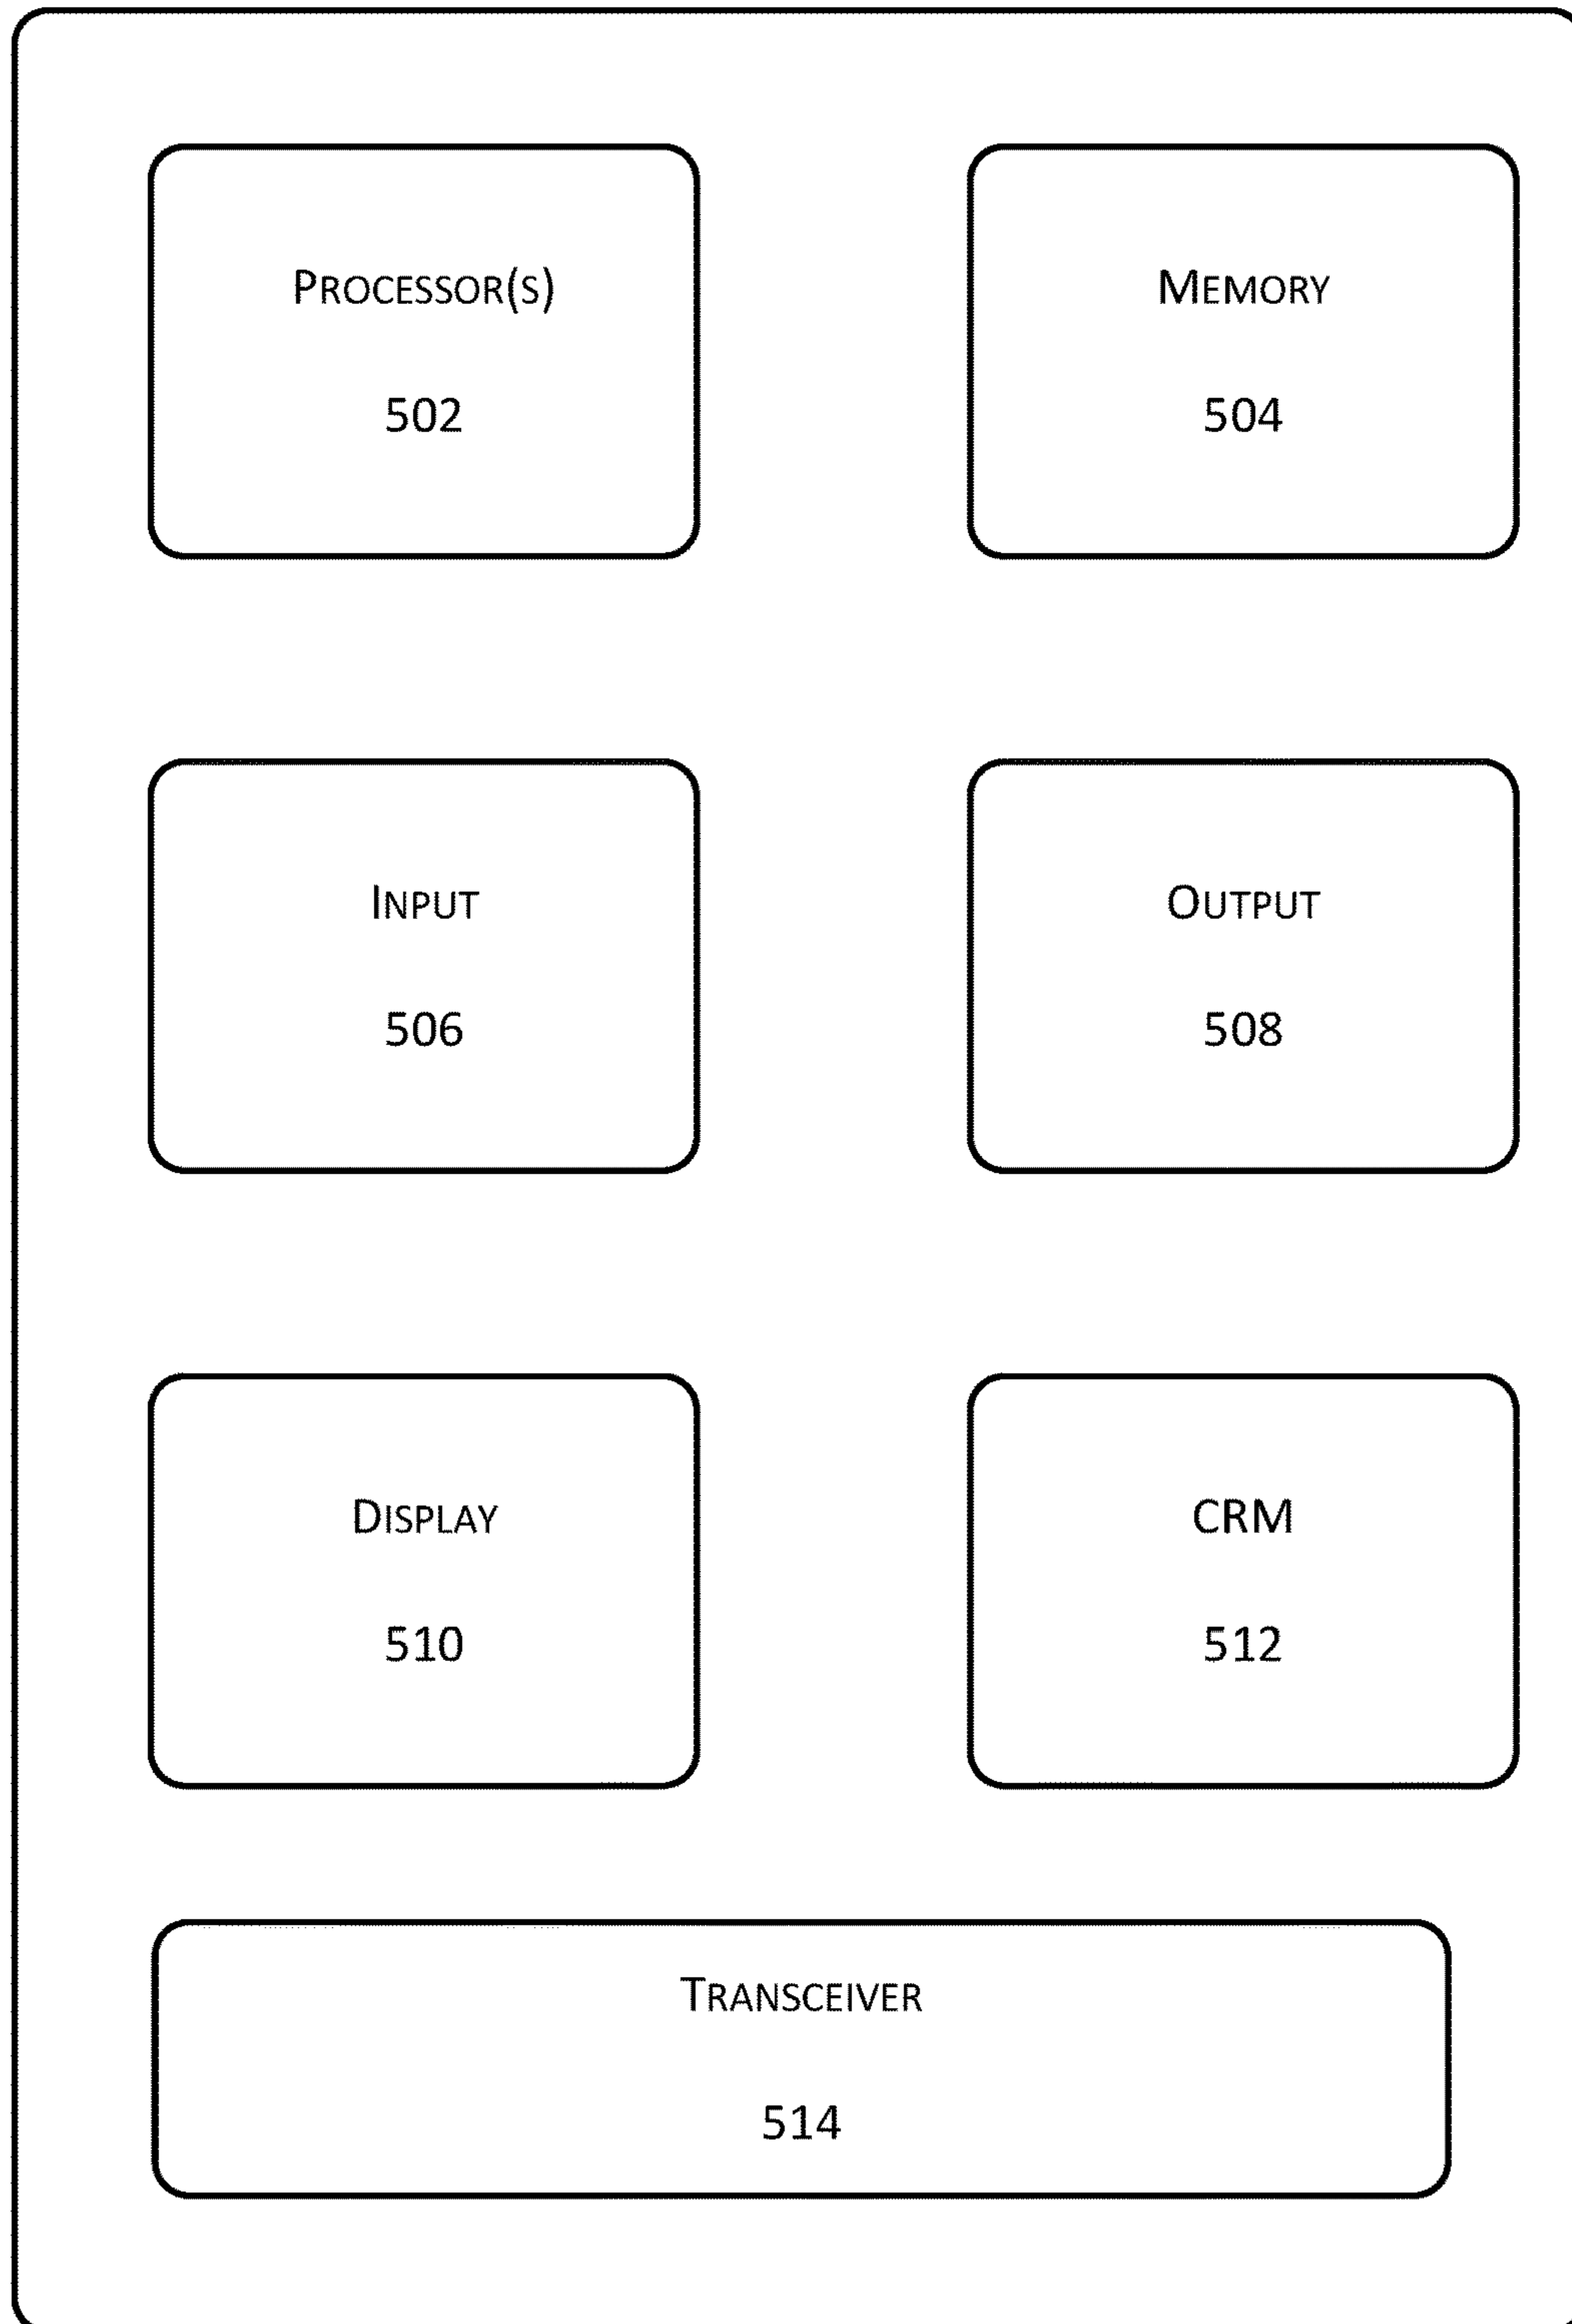 PROCESSOR(S)
502
MEMORY
504
INPUT
506
OUTPUT
508
DISPLAY
510
CRM
512
TRANSCEIVER
514